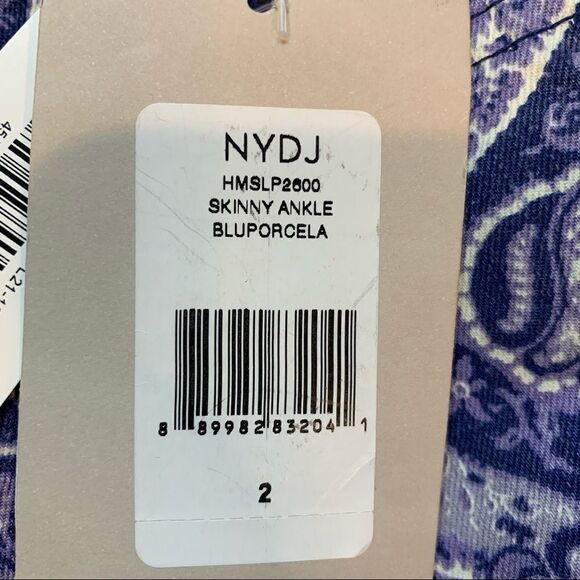 NYDJ
HMSLP2600
SKINNY ANKLE
BLUPORCELA
8 89982 83204 1
2